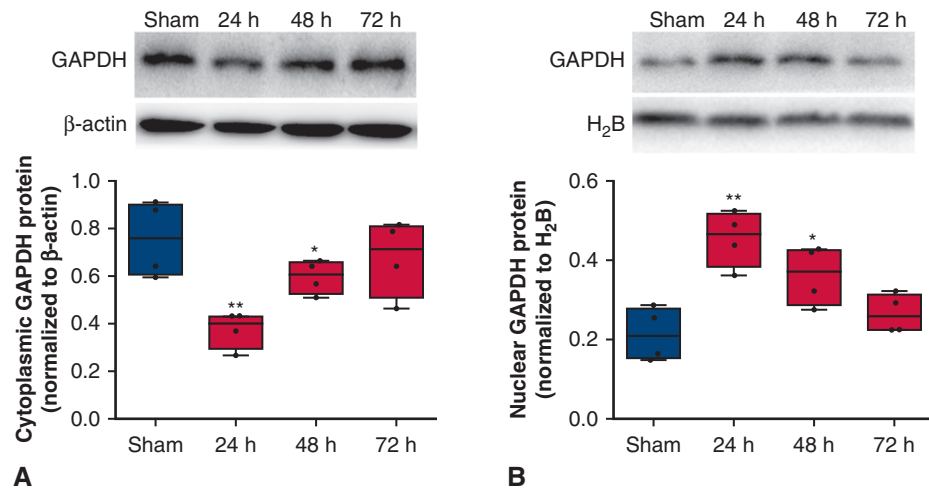 Sham 24 h 48 h 72 h
GAPDH
β-actin
Cytoplasmic GAPDH protein
(normalized to β-actin)
1.0
0.8
0.6
0.4
0.2
0.0
**
*
Sham 24 h 48 h 72 h
A
Sham 24 h 48 h 72 h
GAPDH
H₂B
Nuclear GAPDH protein
(normalized to H₂B)
0.6
0.4
0.2
0.0
**
*
Sham 24 h 48 h 72 h
B